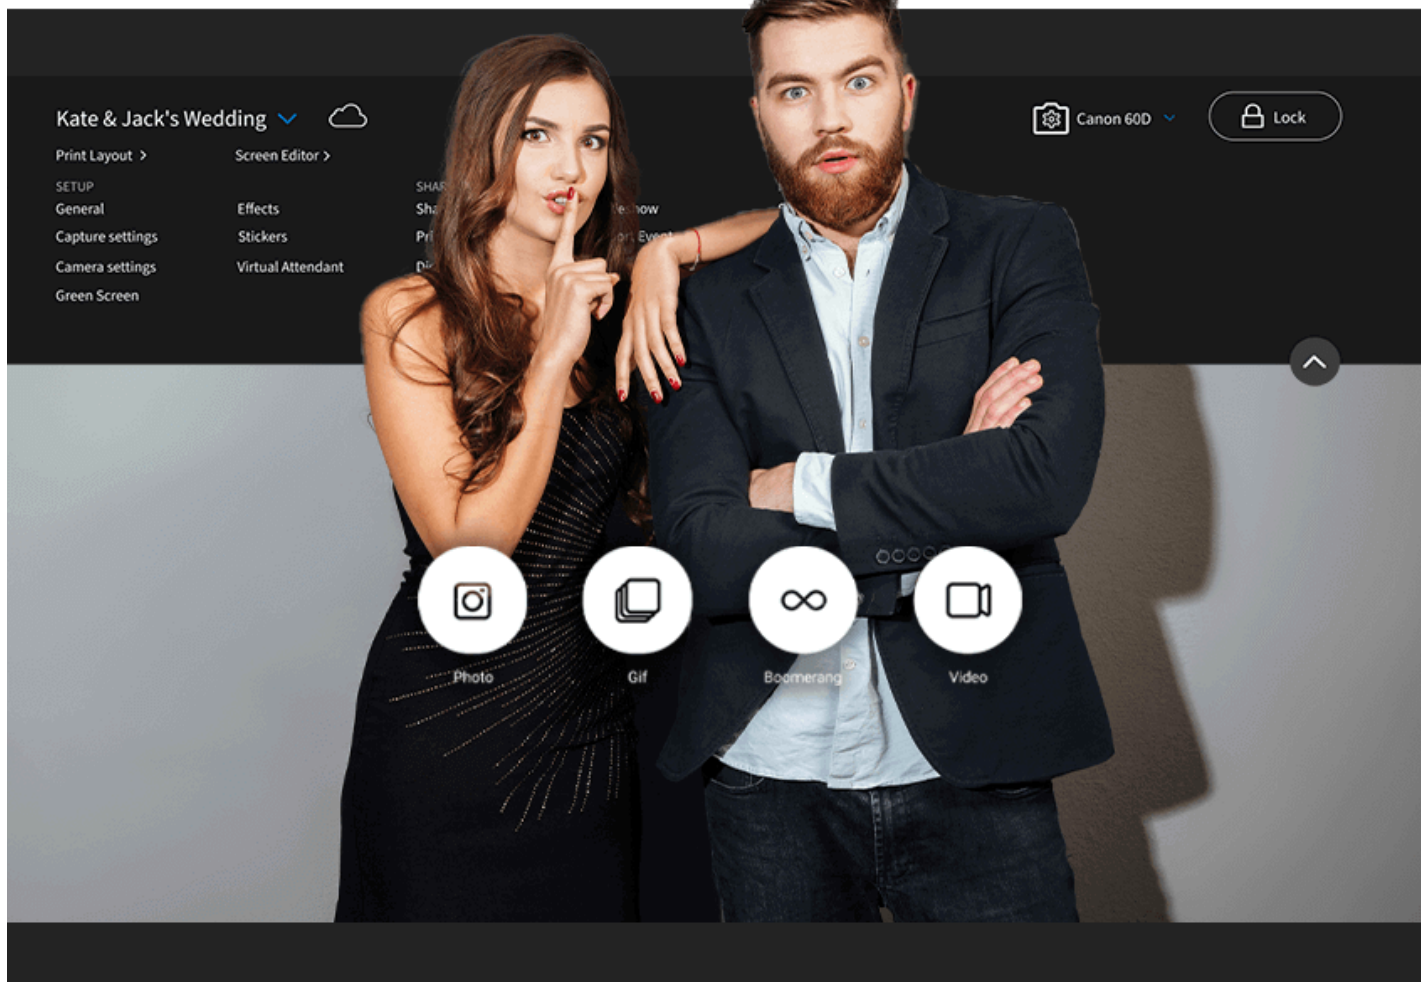 Kate & Jack's Wedding
Canon 60D
Lock
Print Layout >
Screen Editor >
SETUP
General
Effects
Capture settings
Stickers
Camera settings
Virtual Attendant
Green Screen
Photo
Gif
Boomerang
Video